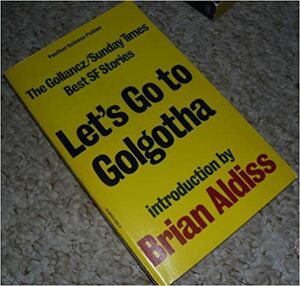 Panther Science Fiction
The Gollancz/Sunday Times
Best SF Stories
Let's Go to
Golgotha
introduction by
Brian Aldiss